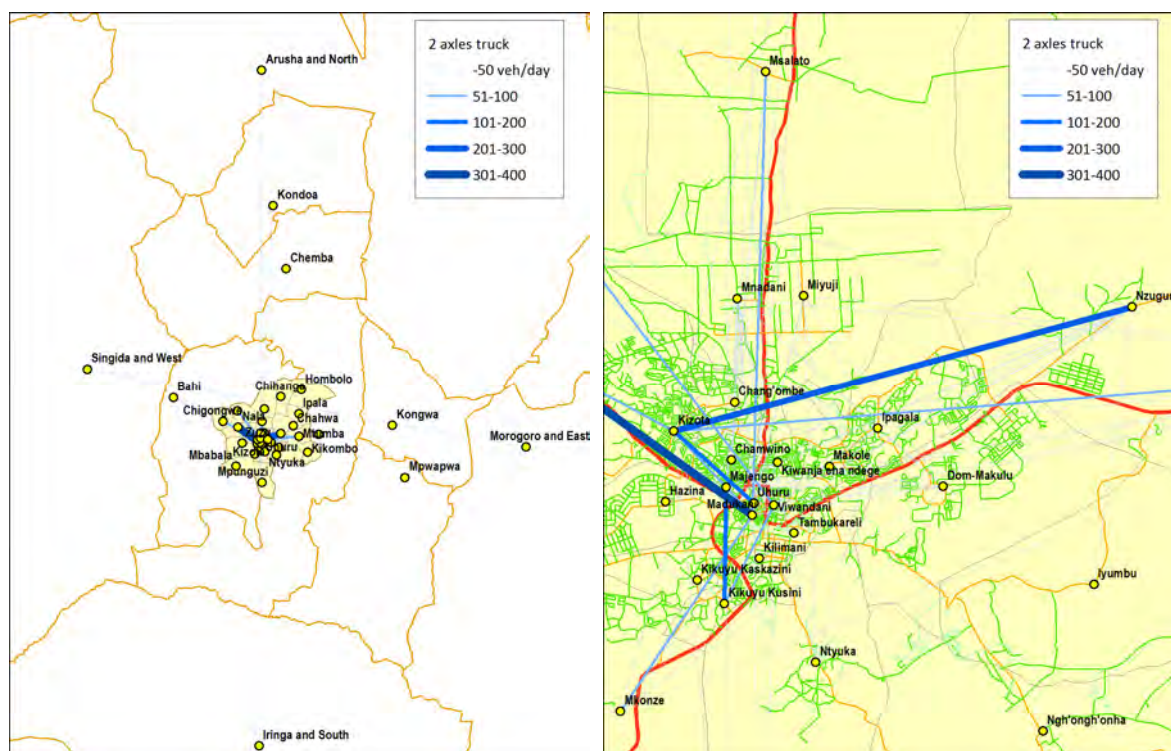 2 axles truck
-50 veh/day
51-100
101-200
201-300
301-400
Arusha and North
Kondoa
Chemba
Singida and West
Bahi
Chihanga
Hombolo
Chigongwe
Ipala
Nala
Chahwa
Kongwa
Mtumba
Morogoro and East
Mbabala
Kizota
Kikombo
Ntyuka
Mpunguzi
Mpwapwa
Iringa and South
2 axles truck
-50 veh/day
51-100
101-200
201-300
301-400
Msalato
Mnadani
Miyuji
Nzugun
Chang'ombe
Kizota
Ipagala
Chamwino
Makole
Kiwanja cha ndege
Majengo
Dom-Makulu
Hazina
Uhuru
Madukani
Viwandani
Tambukareli
Kilimani
Kikuyu Kaskazini
Iyumbu
Kikuyu Kusini
Ntyuka
Mkonze
Ngh'ongh'onha